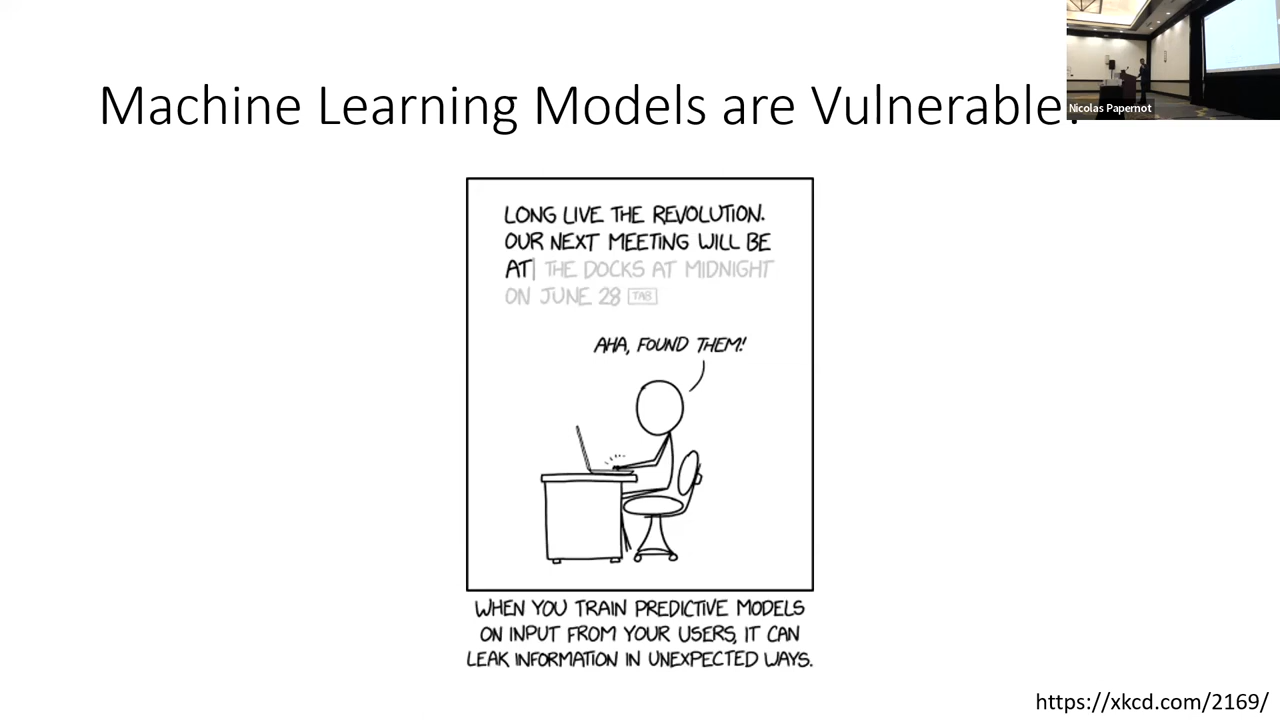 Machine Learning Models are Vulnerable!
Nicolas Papernot
LONG LIVE THE REVOLUTION.
OUR NEXT MEETING WILL BE
AT| THE DOCKS AT MIDNIGHT
ON JUNE 28 TAB
AHA, FOUND THEM!
WHEN YOU TRAIN PREDICTIVE MODELS
ON INPUT FROM YOUR USERS, IT CAN
LEAK INFORMATION IN UNEXPECTED WAYS.
https://xkcd.com/2169/